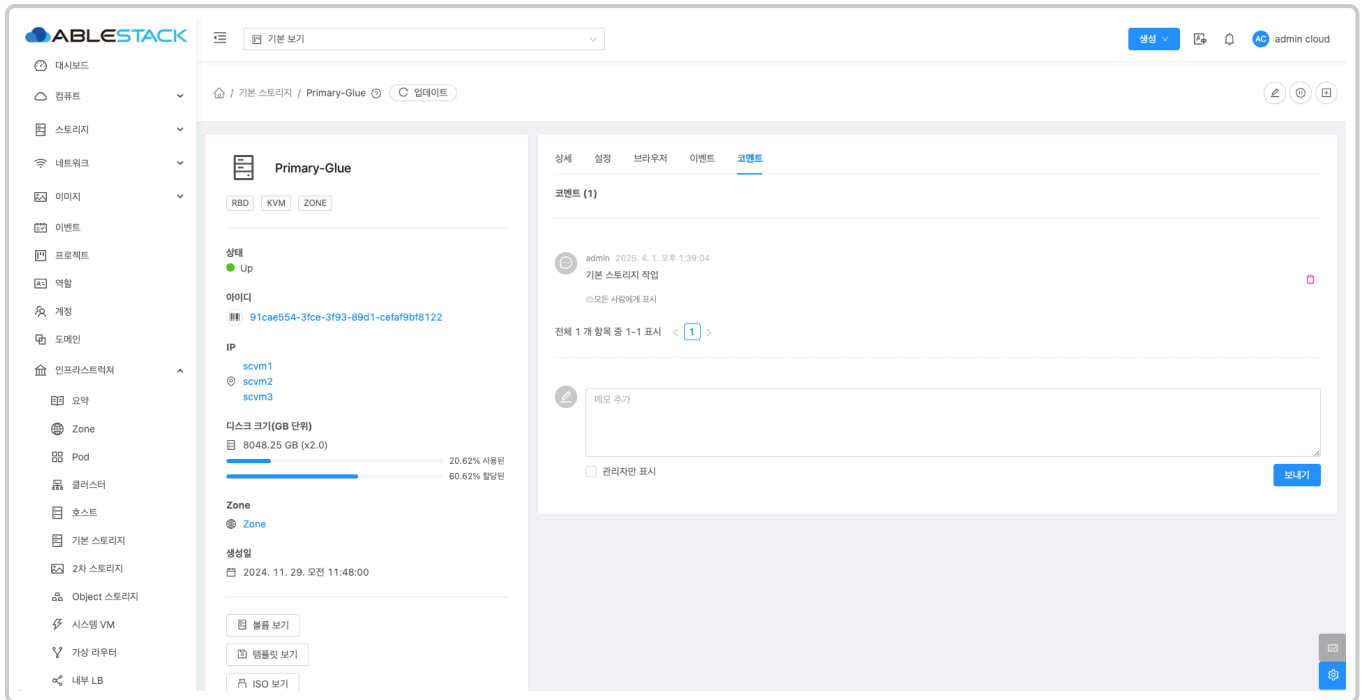 ABLESTACK
기본 보기
생성
AC
admin cloud
대시보드
컴퓨트
스토리지
네트워크
이미지
이벤트
프로젝트
역할
계정
도메인
인프라스트럭쳐
요약
Zone
Pod
클러스터
호스트
기본 스토리지
2차 스토리지
Object 스토리지
시스템 VM
가상 라우터
내부 LB
/ 기본 스토리지 / Primary-Glue
업데이트
Primary-Glue
RBD KVM ZONE
상태
Up
아이디
91cae554-3fce-3f93-89d1-cefaf9bf8122
IP
scvm1
scvm2
scvm3
디스크 크기(GB 단위)
8048.25 GB (x2.0)
20.62% 사용된
60.62% 할당된
Zone
Zone
생성일
2024. 11. 29. 오전 11:48:00
볼륨 보기
템플릿 보기
ISO 보기
상세 설정 브라우저 이벤트 코멘트
코멘트 (1)
admin 2025. 4. 1. 오후 1:39:04
기본 스토리지 작업
모든 사람에게 표시
전체 1 개 항목 중 1-1 표시 < 1 >
메모 추가
관리자만 표시
보내기